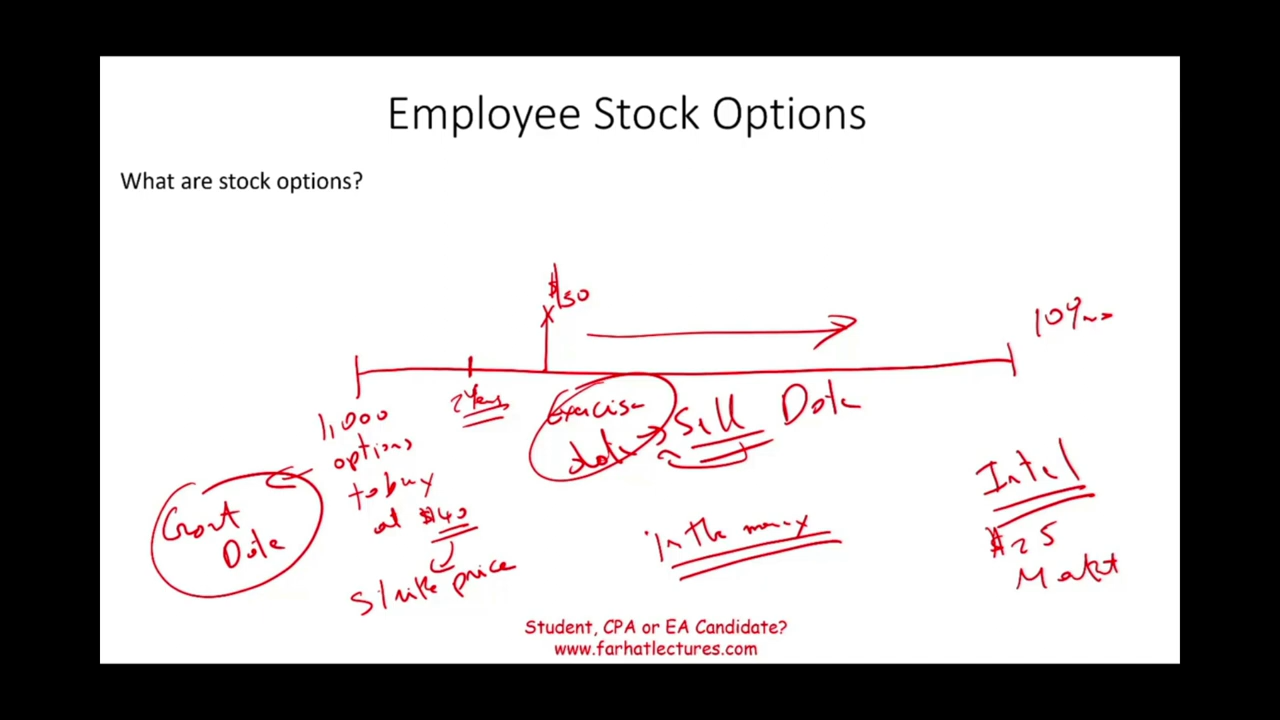 Employee Stock Options
What are stock options?
$50
10 Years
1,000
options
to buy
at $40
Strike price
2 Years
Exercise
date
Sell Date
Grant
Date
In the money
Intel
$25
Market
Student, CPA or EA Candidate?
www.farhatlectures.com